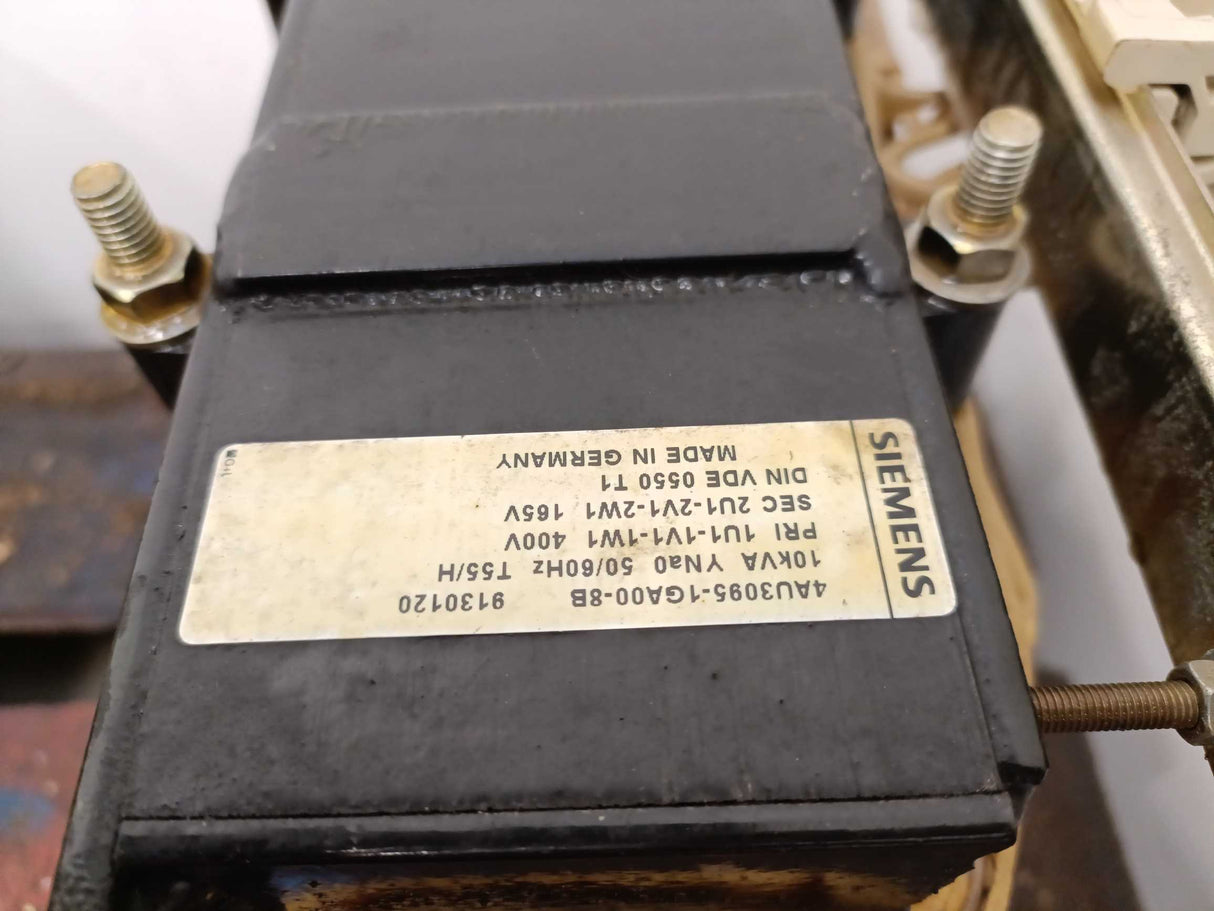 SIEMENS
4AU3095-1GA00-8B 9130120
10kVA YNa0 50/60Hz T55/H
PRI 1U1-1V1-1W1 400V
SEC 2U1-2V1-2W1 165V
DIN VDE 0550 T1
MADE IN GERMANY